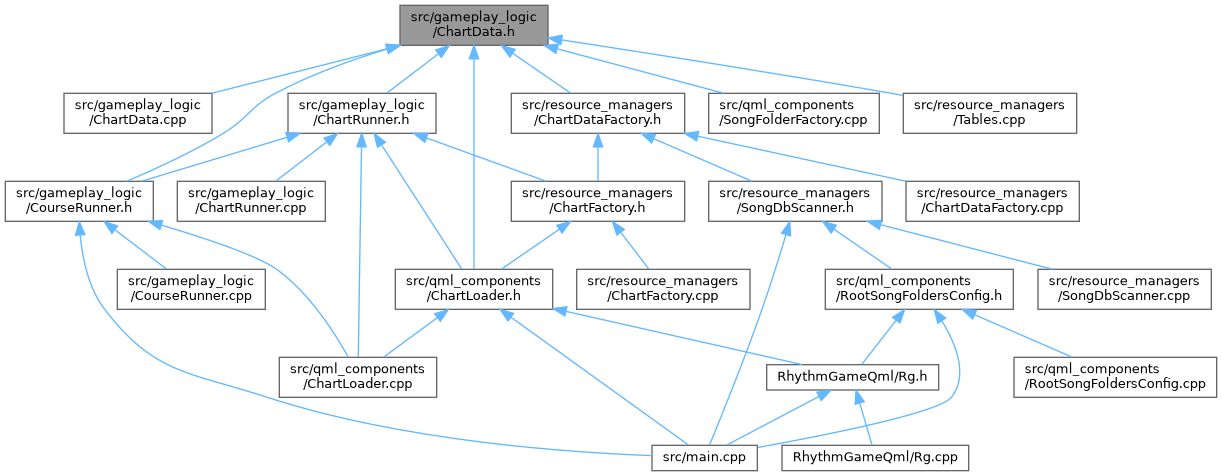 src/gameplay_logic
/ChartData.h
src/gameplay_logic
/ChartData.cpp
src/gameplay_logic
/ChartRunner.h
src/resource_managers
/ChartDataFactory.h
src/qml_components
/SongFolderFactory.cpp
src/resource_managers
/Tables.cpp
src/gameplay_logic
/CourseRunner.h
src/gameplay_logic
/ChartRunner.cpp
src/resource_managers
/ChartFactory.h
src/resource_managers
/SongDbScanner.h
src/resource_managers
/ChartDataFactory.cpp
src/gameplay_logic
/CourseRunner.cpp
src/qml_components
/ChartLoader.h
src/resource_managers
/ChartFactory.cpp
src/qml_components
/RootSongFoldersConfig.h
src/resource_managers
/SongDbScanner.cpp
src/qml_components
/ChartLoader.cpp
RhythmGameQml/Rg.h
src/qml_components
/RootSongFoldersConfig.cpp
src/main.cpp
RhythmGameQml/Rg.cpp